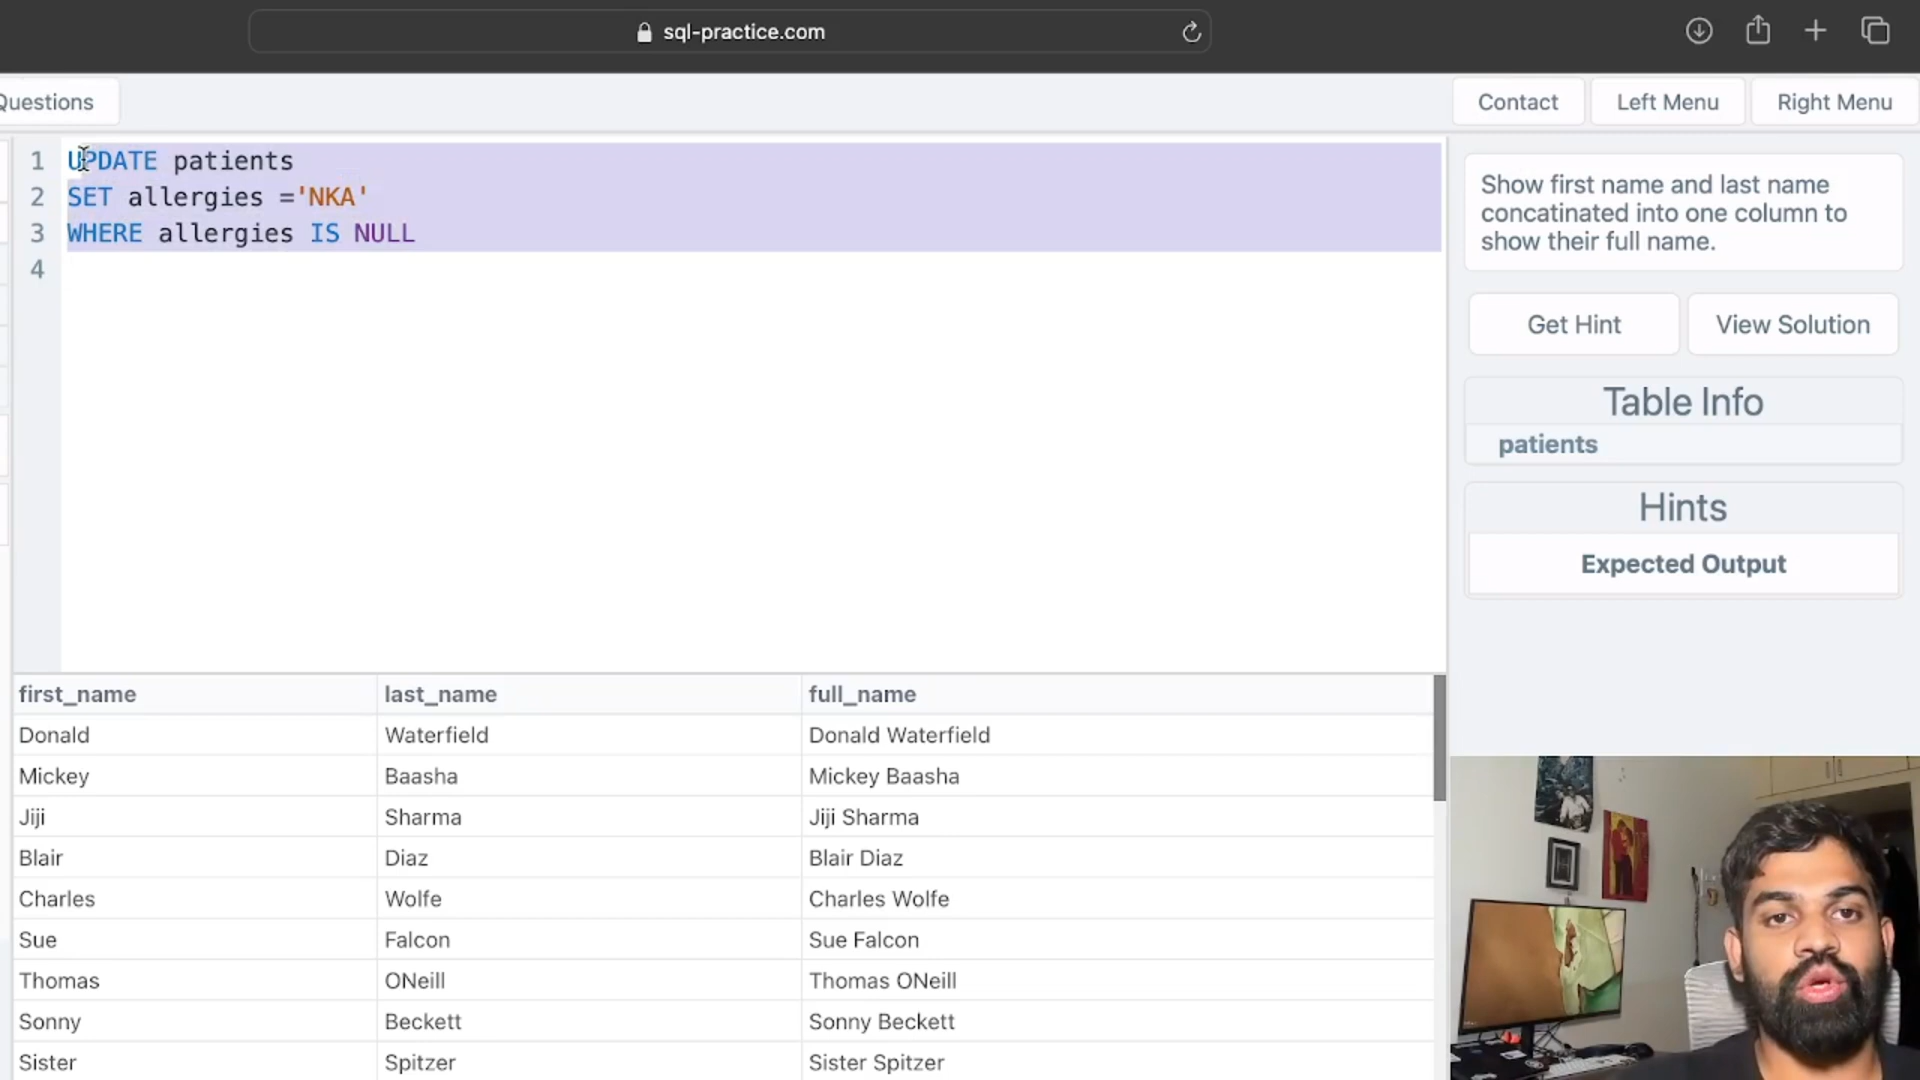 sql-practice.com
Questions
Contact
Left Menu
Right Menu
1 UPDATE patients
2 SET allergies ='NKA'
3 WHERE allergies IS NULL
4
Show first name and last name
concatinated into one column to
show their full name.
Get Hint
View Solution
Table Info
patients
Hints
Expected Output
first_name last_name full_name
Donald Waterfield Donald Waterfield
Mickey Baasha Mickey Baasha
Jiji Sharma Jiji Sharma
Blair Diaz Blair Diaz
Charles Wolfe Charles Wolfe
Sue Falcon Sue Falcon
Thomas ONeill Thomas ONeill
Sonny Beckett Sonny Beckett
Sister Spitzer Sister Spitzer